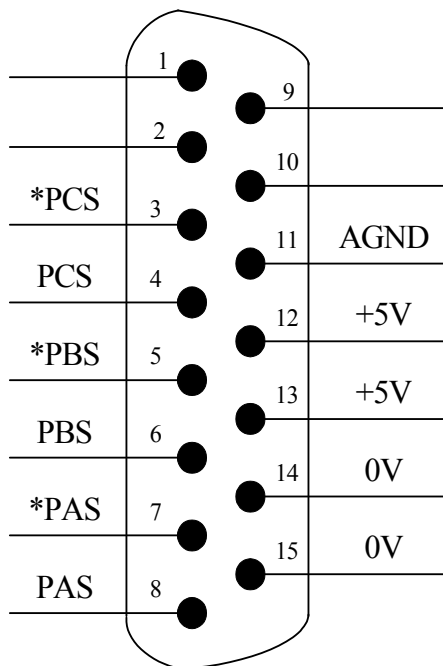 1
9
2
10
*PCS 3
11 AGND
PCS 4
12 +5V
*PBS 5
13 +5V
PBS 6
14 0V
*PAS 7
15 0V
PAS 8